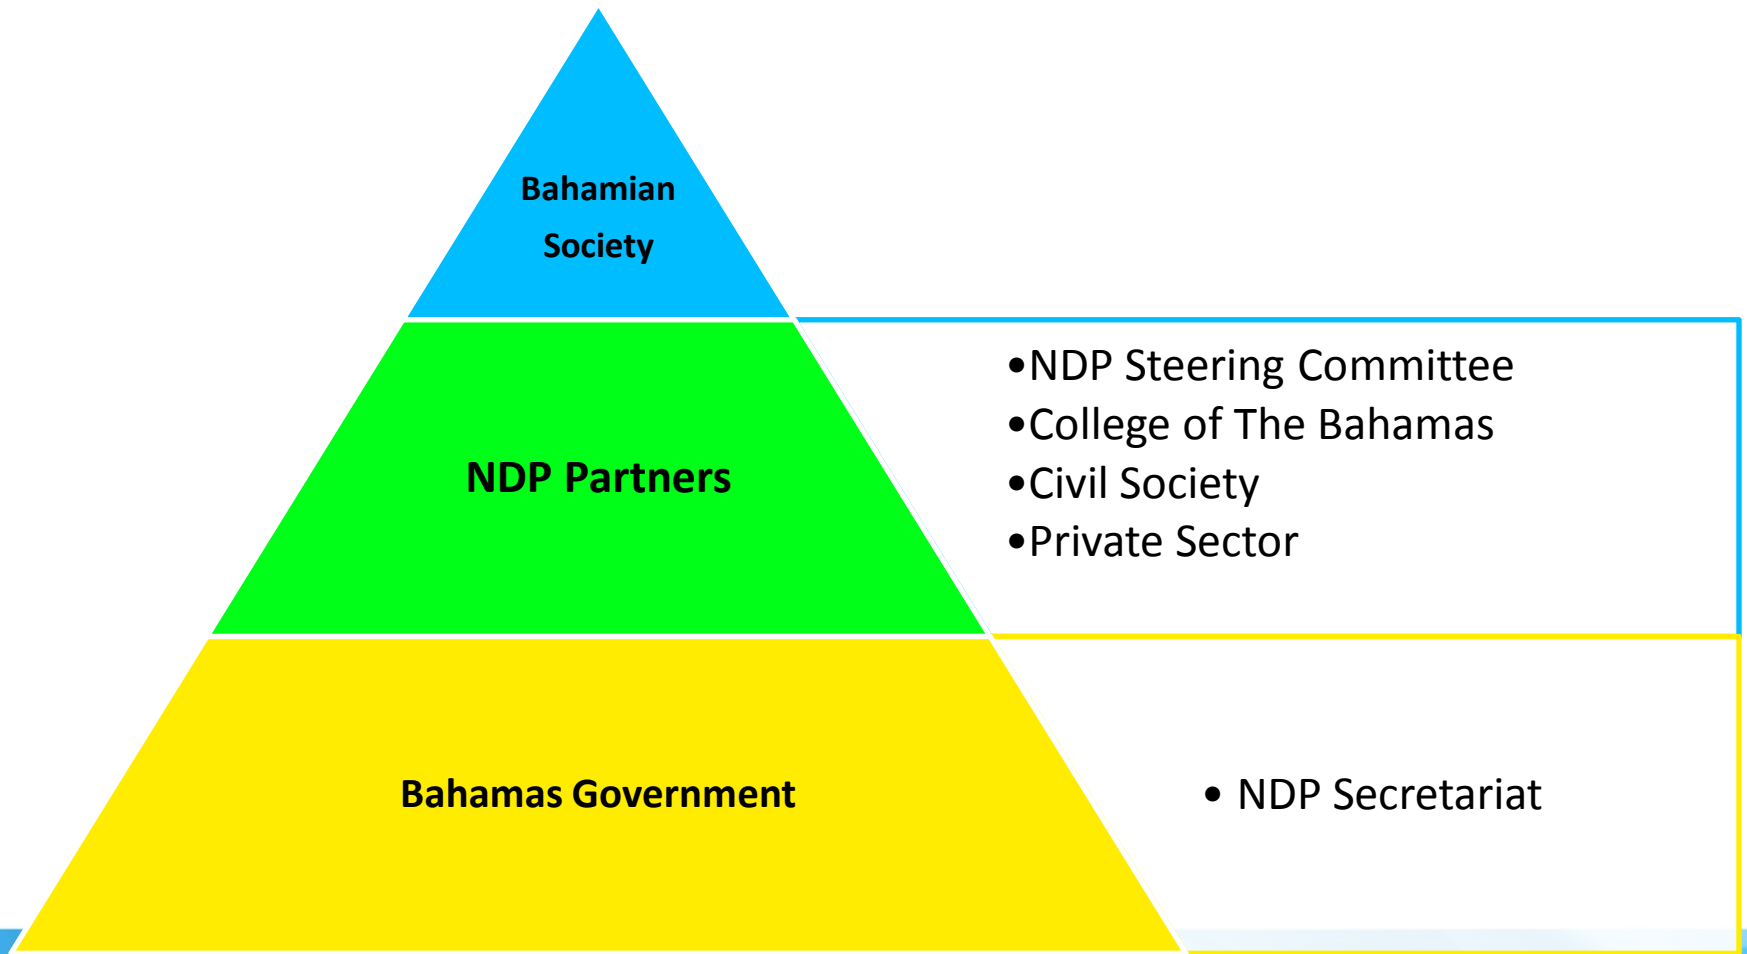 Bahamian
Society
NDP Partners
•NDP Steering Committee
•College of The Bahamas
•Civil Society
•Private Sector
Bahamas Government
• NDP Secretariat